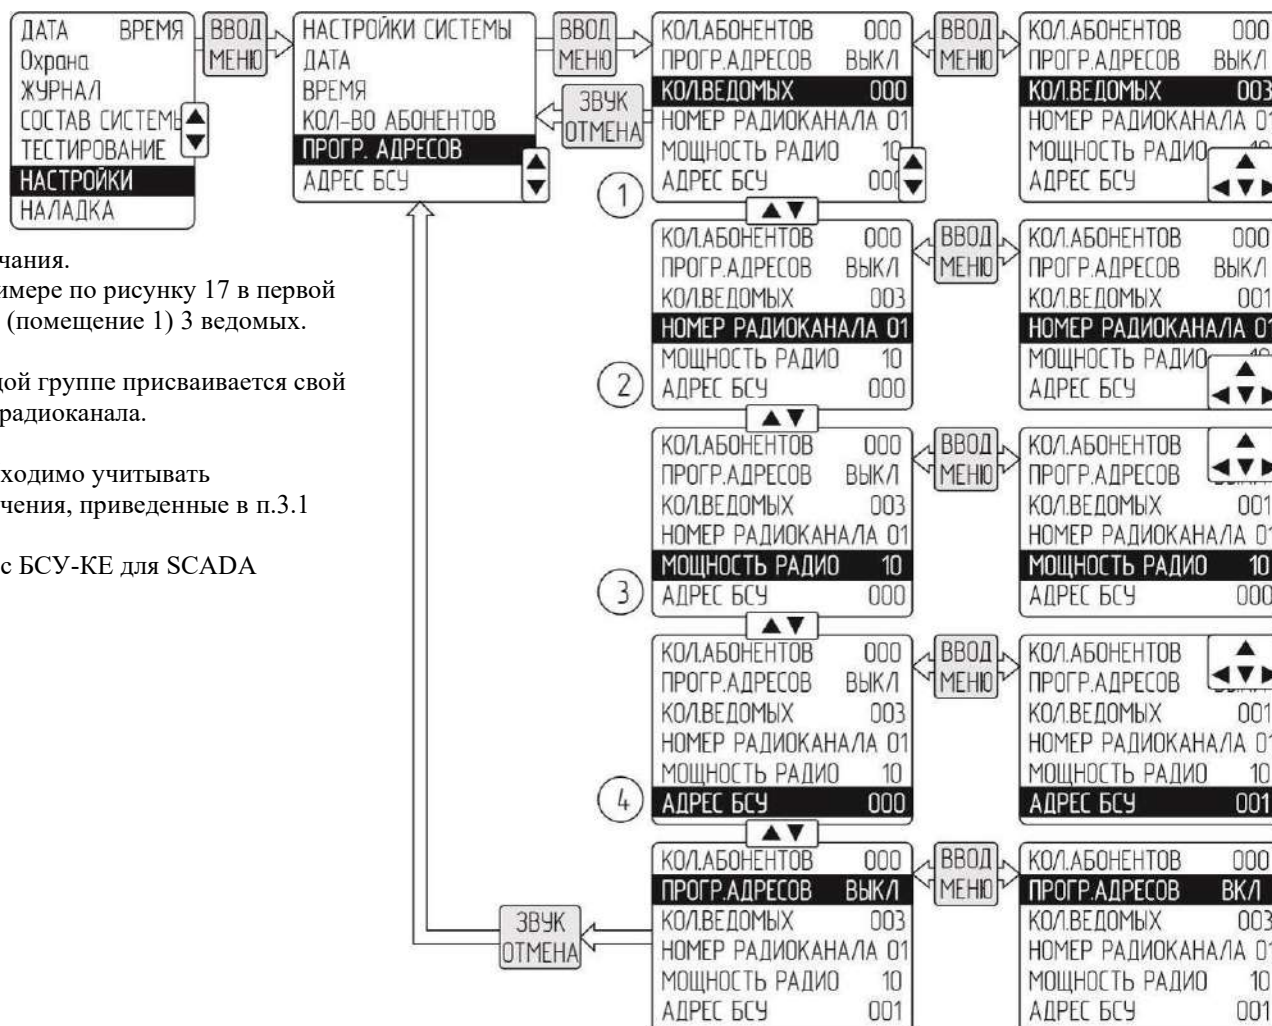 ДАТА ВРЕМЯ
Охрана
ЖУРНАЛ
СОСТАВ СИСТЕМЫ
ТЕСТИРОВАНИЕ
НАСТРОЙКИ
НАЛАДКА
ВВОД
МЕНЮ
НАСТРОЙКИ СИСТЕМЫ
ДАТА
ВРЕМЯ
КОЛ-ВО АБОНЕНТОВ
ПРОГР. АДРЕСОВ
АДРЕС БСУ
ВВОД
МЕНЮ
ЗВУК
ОТМЕНА
1
КОЛ.АБОНЕНТОВ 000
ПРОГР.АДРЕСОВ ВЫКЛ
КОЛ.ВЕДОМЫХ 000
НОМЕР РАДИОКАНАЛА 01
МОЩНОСТЬ РАДИО 10
АДРЕС БСУ 000
ВВОД
МЕНЮ
КОЛ.АБОНЕНТОВ 000
ПРОГР.АДРЕСОВ ВЫКЛ
КОЛ.ВЕДОМЫХ 003
НОМЕР РАДИОКАНАЛА 01
МОЩНОСТЬ РАДИО
АДРЕС БСУ
чания.
имере по рисунку 17 в первой
(помещение 1) 3 ведомых.
дой группе присваивается свой
радиоканала.
ходимо учитывать
чения, приведенные в п.3.1
с БСУ-КЕ для SCADA
2
КОЛ.АБОНЕНТОВ 000
ПРОГР.АДРЕСОВ ВЫКЛ
КОЛ.ВЕДОМЫХ 003
НОМЕР РАДИОКАНАЛА 01
МОЩНОСТЬ РАДИО 10
АДРЕС БСУ 000
ВВОД
МЕНЮ
КОЛ.АБОНЕНТОВ 000
ПРОГР.АДРЕСОВ ВЫКЛ
КОЛ.ВЕДОМЫХ 001
НОМЕР РАДИОКАНАЛА 01
МОЩНОСТЬ РАДИО
АДРЕС БСУ
3
КОЛ.АБОНЕНТОВ 000
ПРОГР.АДРЕСОВ ВЫКЛ
КОЛ.ВЕДОМЫХ 003
НОМЕР РАДИОКАНАЛА 01
МОЩНОСТЬ РАДИО 10
АДРЕС БСУ 000
ВВОД
МЕНЮ
КОЛ.АБОНЕНТОВ
ПРОГР.АДРЕСОВ
КОЛ.ВЕДОМЫХ 001
НОМЕР РАДИОКАНАЛА 01
МОЩНОСТЬ РАДИО 10
АДРЕС БСУ 000
4
КОЛ.АБОНЕНТОВ 000
ПРОГР.АДРЕСОВ ВЫКЛ
КОЛ.ВЕДОМЫХ 003
НОМЕР РАДИОКАНАЛА 01
МОЩНОСТЬ РАДИО 10
АДРЕС БСУ 000
ВВОД
МЕНЮ
КОЛ.АБОНЕНТОВ
ПРОГР.АДРЕСОВ
КОЛ.ВЕДОМЫХ 001
НОМЕР РАДИОКАНАЛА 01
МОЩНОСТЬ РАДИО 10
АДРЕС БСУ 001
ЗВУК
ОТМЕНА
КОЛ.АБОНЕНТОВ 000
ПРОГР.АДРЕСОВ ВЫКЛ
КОЛ.ВЕДОМЫХ 003
НОМЕР РАДИОКАНАЛА 01
МОЩНОСТЬ РАДИО 10
АДРЕС БСУ 001
ВВОД
МЕНЮ
КОЛ.АБОНЕНТОВ 000
ПРОГР.АДРЕСОВ ВКЛ
КОЛ.ВЕДОМЫХ 003
НОМЕР РАДИОКАНАЛА 01
МОЩНОСТЬ РАДИО 10
АДРЕС БСУ 001